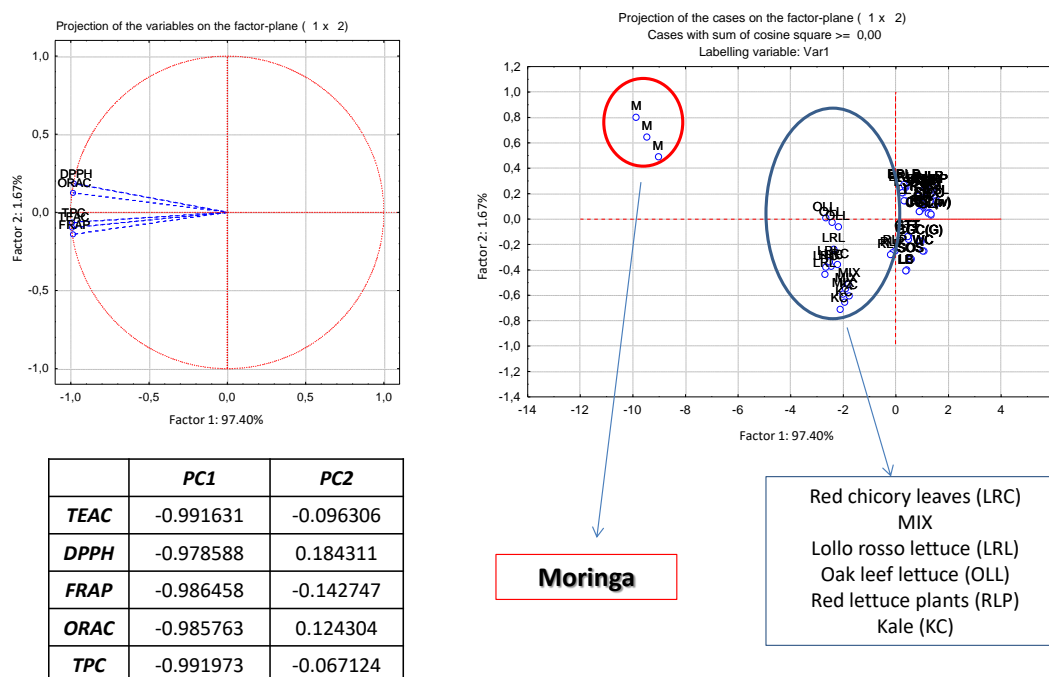 Projection of the variables on the factor-plane ( 1 x 2)
1,0
0,5
0,0
-0,5
-1,0
DPPH
ORAC
TPC
TEAC
FRAP
-1,0 -0,5 0,0 0,5 1,0
Factor 2: 1.67%
Factor 1: 97.40%
Projection of the cases on the factor-plane ( 1 x 2)
Cases with sum of cosine square >= 0,00
Labelling variable: Var1
1,2
1,0
0,8
0,6
0,4
0,2
0,0
-0,2
-0,4
-0,6
-0,8
-1,0
-1,2
-1,4
M
M
M
OLL
OLL
LRL
MIX
KC
SOS
-14 -12 -10 -8 -6 -4 -2 0 2 4 6
Factor 2: 1.67%
Factor 1: 97.40%
PC1 PC2
TEAC -0.991631 -0.096306
DPPH -0.978588 0.184311
FRAP -0.986458 -0.142747
ORAC -0.985763 0.124304
TPC -0.991973 -0.067124
Moringa
Red chicory leaves (LRC)
MIX
Lollo rosso lettuce (LRL)
Oak leef lettuce (OLL)
Red lettuce plants (RLP)
Kale (KC)